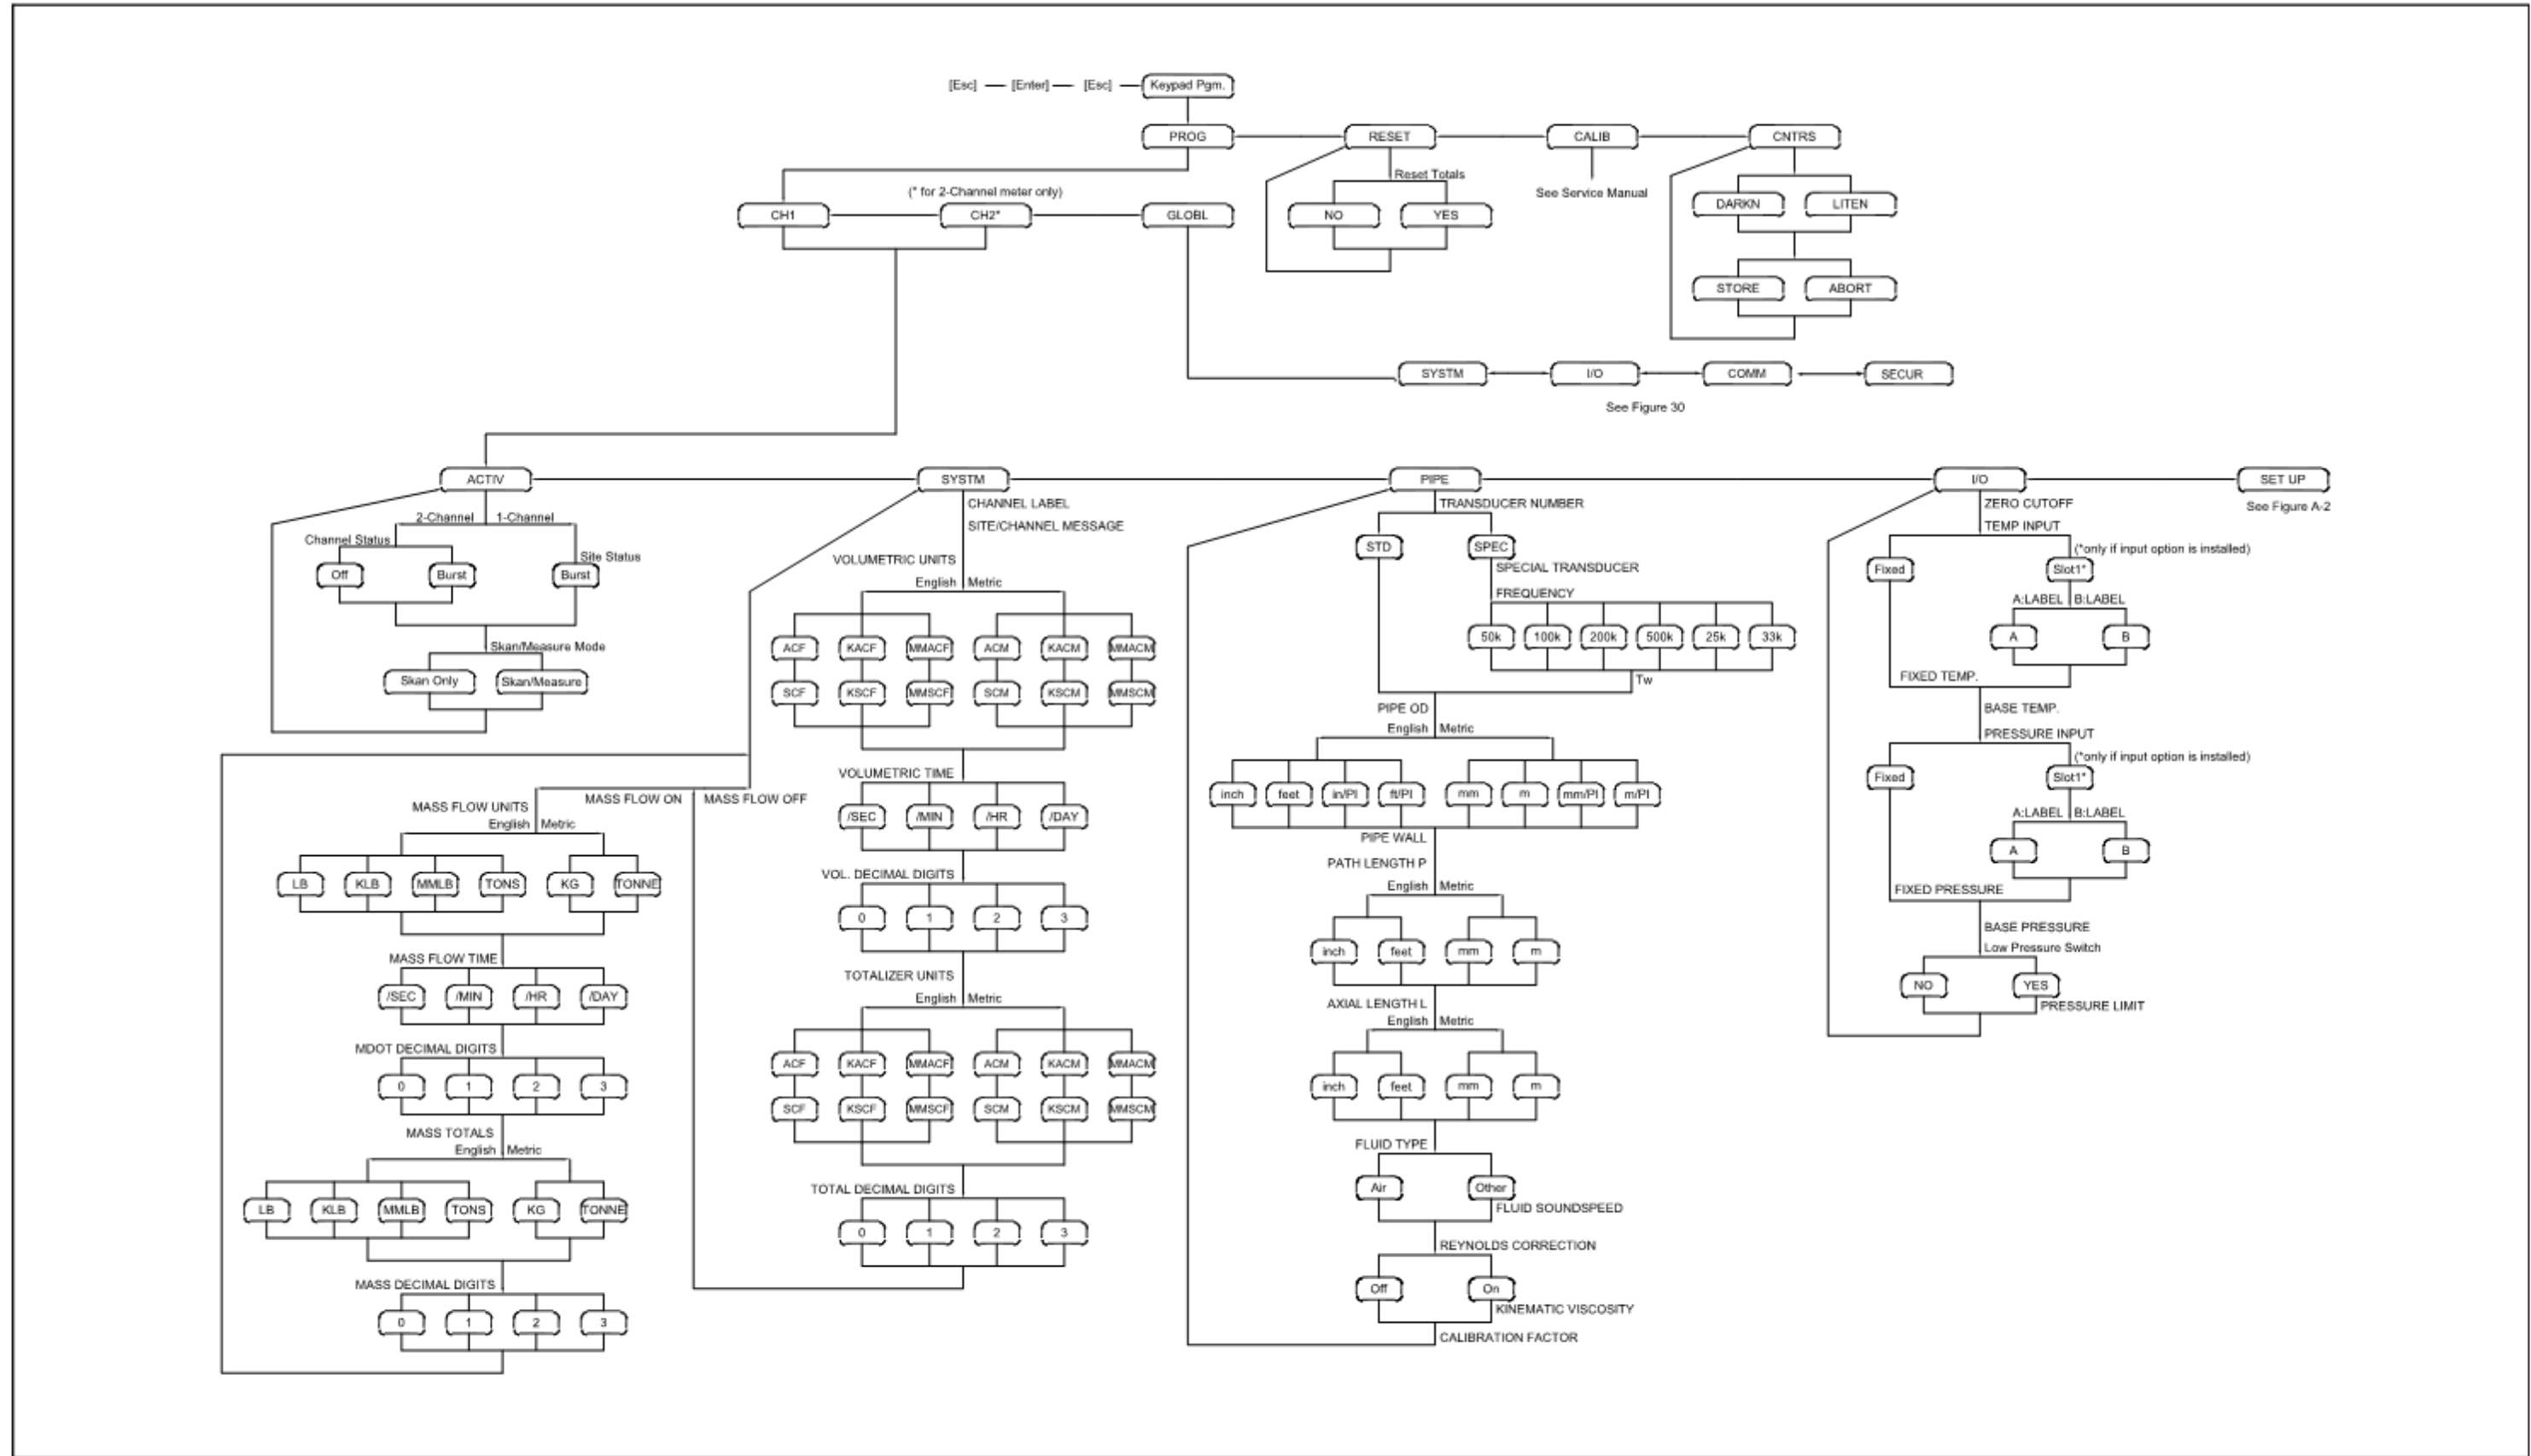 [Esc] — [Enter] — [Esc] — Keypad Pgm.
PROG RESET CALIB CNTRS
Reset Totals
(* for 2-Channel meter only)
See Service Manual
CH1 CH2* GLOBL NO YES DARKN LITEN
STORE ABORT
SYSTM I/O COMM SECUR
See Figure 30
ACTIV SYSTM PIPE I/O SET UP
See Figure A-2
2-Channel 1-Channel
Channel Status
Site Status
Off Burst Burst
Skan/Measure Mode
Skan Only Skan/Measure
MASS FLOW ON MASS FLOW OFF
MASS FLOW UNITS
English Metric
LB KLB MMLB TONS KG TONNE
MASS FLOW TIME
/SEC /MIN /HR /DAY
MDOT DECIMAL DIGITS
0 1 2 3
MASS TOTALS
English Metric
LB KLB MMLB TONS KG TONNE
MASS DECIMAL DIGITS
0 1 2 3
CHANNEL LABEL
SITE/CHANNEL MESSAGE
VOLUMETRIC UNITS
English Metric
ACF KACF MMACF ACM KACM MMACM
SCF KSCF MMSCF SCM KSCM MMSCM
VOLUMETRIC TIME
/SEC /MIN /HR /DAY
VOL. DECIMAL DIGITS
0 1 2 3
TOTALIZER UNITS
English Metric
ACF KACF MMACF ACM KACM MMACM
SCF KSCF MMSCF SCM KSCM MMSCM
TOTAL DECIMAL DIGITS
0 1 2 3
TRANSDUCER NUMBER
STD SPEC
SPECIAL TRANSDUCER
FREQUENCY
50k 100k 200k 500k 25k 33k
Tw
PIPE OD
English Metric
inch feet in/PI ft/PI mm m mm/PI m/PI
PIPE WALL
PATH LENGTH P
English Metric
inch feet mm m
AXIAL LENGTH L
English Metric
inch feet mm m
FLUID TYPE
Air Other
FLUID SOUNDSPEED
REYNOLDS CORRECTION
Off On
KINEMATIC VISCOSITY
CALIBRATION FACTOR
ZERO CUTOFF
TEMP INPUT
(*only if input option is installed)
Fixed Slot1*
A:LABEL B:LABEL
A B
FIXED TEMP.
BASE TEMP.
PRESSURE INPUT
(*only if input option is installed)
Fixed Slot1*
A:LABEL B:LABEL
A B
FIXED PRESSURE
BASE PRESSURE
Low Pressure Switch
NO YES
PRESSURE LIMIT